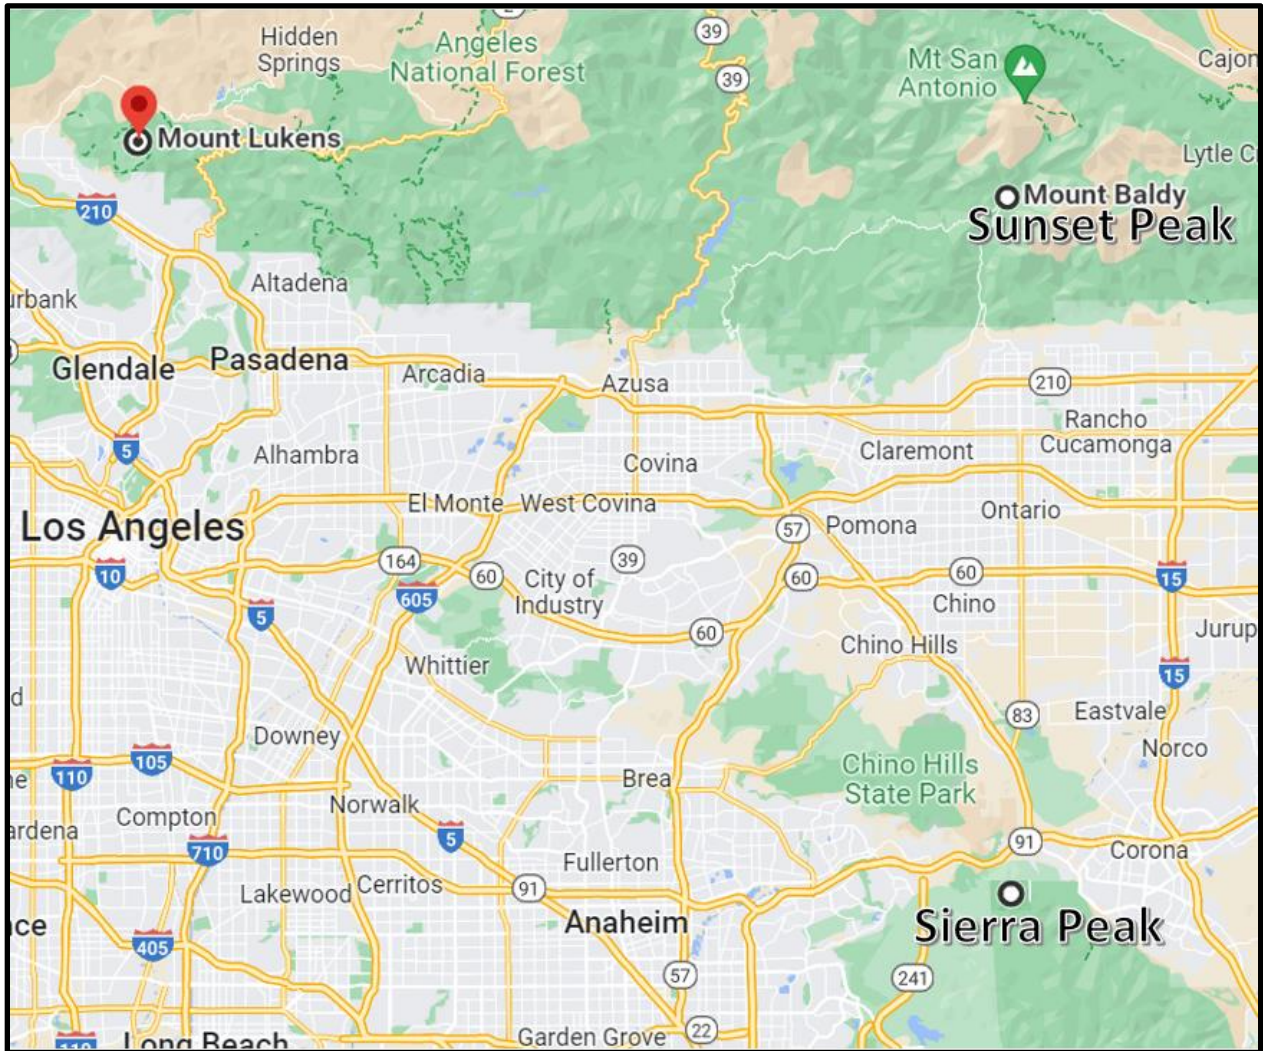 39
Hidden
Springs
Angeles
National Forest
39
Mt San
Antonio
Cajon
Mount Lukens
Lytle Cr
210
Mount Baldy
Sunset Peak
Altadena
urbank
Glendale
Pasadena
Arcadia
Azusa
210
Rancho
Cucamonga
5
Alhambra
Covina
Claremont
El Monte
West Covina
Los Angeles
57
Pomona
Ontario
10
164
60
39
City of
Industry
60
60
15
605
5
Chino
60
Jurup
Whittier
Chino Hills
15
d
83
Eastvale
Downey
Norco
110
105
ne
Brea
Chino Hills
State Park
Norwalk
Compton
ardena
5
710
91
Corona
Fullerton
Lakewood
Cerritos
91
nce
Anaheim
Sierra Peak
405
57
241
Garden Grove
22
110
Long Beach